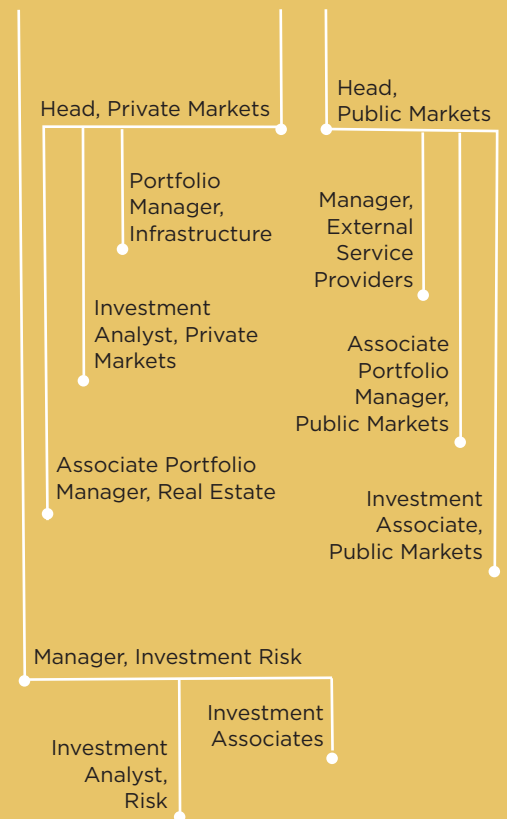 Head, Private Markets
Portfolio
Manager,
Infrastructure
Investment
Analyst, Private
Markets
Associate Portfolio
Manager, Real Estate
Head,
Public Markets
Manager,
External
Service
Providers
Associate
Portfolio
Manager,
Public Markets
Investment
Associate,
Public Markets
Manager, Investment Risk
Investment
Associates
Investment
Analyst,
Risk